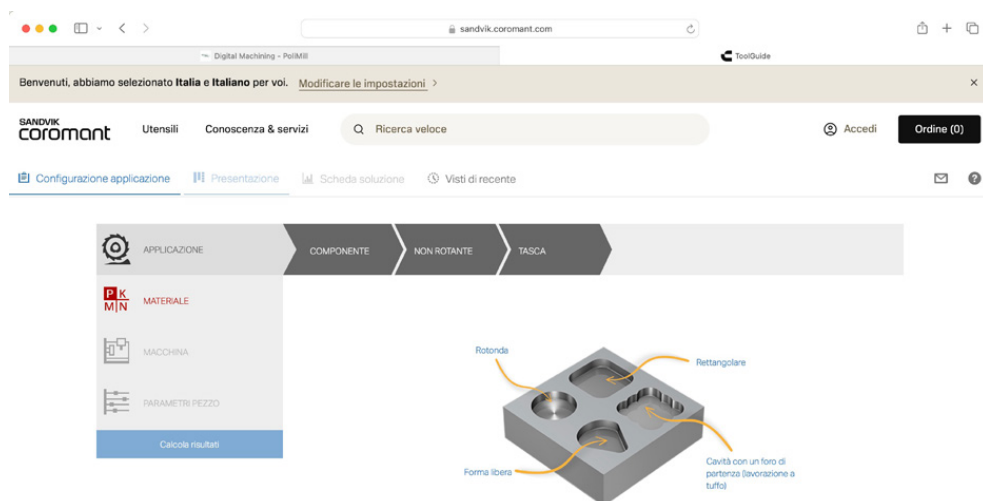 sandvik.coromant.com
Digital Machining - PoliMill
ToolGuide
Benvenuti, abbiamo selezionato Italia e Italiano per voi. Modificare le impostazioni
SANDVIK
coromant
Utensili
Conoscenza & servizi
Ricerca veloce
Accedi
Ordine (0)
Configurazione applicazione
Presentazione
Scheda soluzione
Visti di recente
APPLICAZIONE
COMPONENTE
NON ROTANTE
TASCA
P K
M N
MATERIALE
MACCHINA
PARAMETRI PEZZO
Calcola risultati
Rotonda
Rettangolare
Forma libera
Cavità con un foro di
partenza (lavorazione a
tuffo)